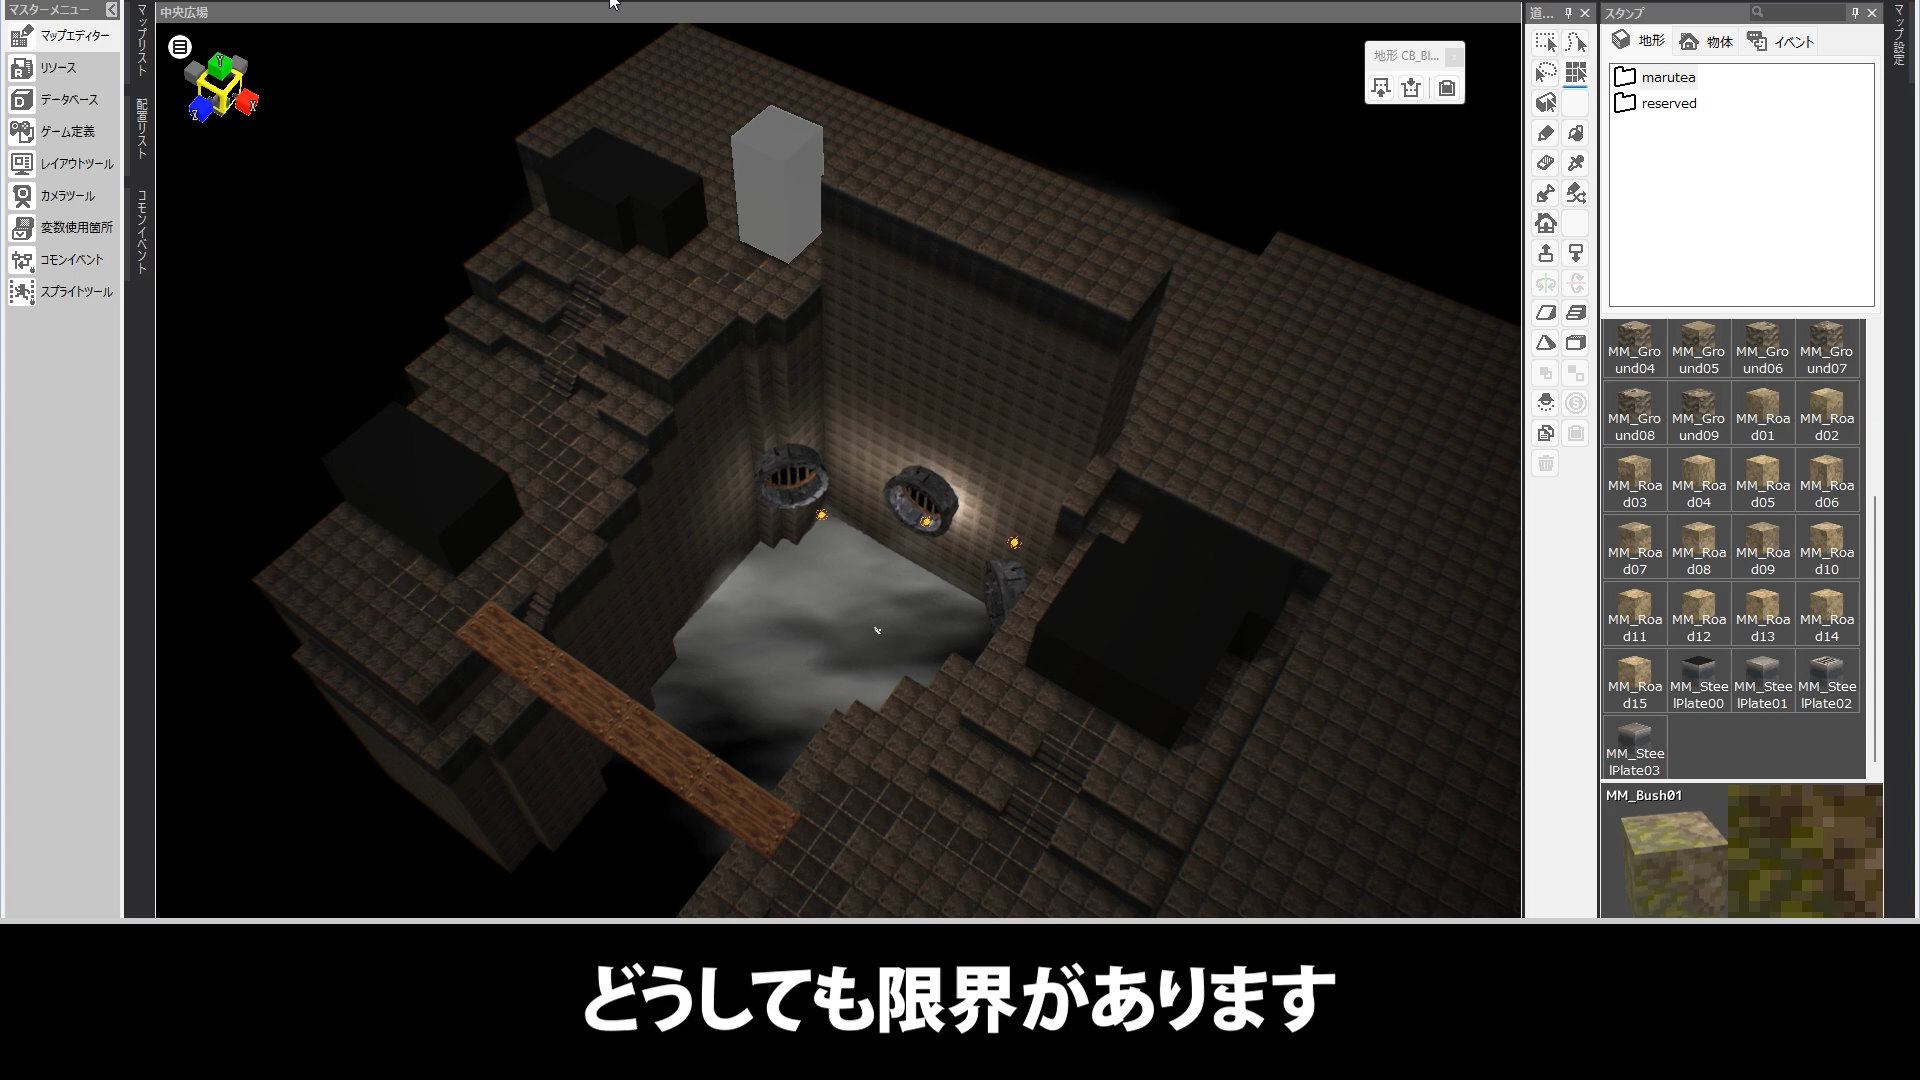 マスターメニュー
マップエディター
リソース
データベース
ゲーム定義
レイアウトツール
カメラツール
変数使用箇所
コモンイベント
スプライトツール
マップリスト
配置リスト
コモンイベント
中央広場
Y
X
Z
地形 CB_Bl...
道...
スタンプ
地形
物体
イベント
marutea
reserved
MM_Ground04
MM_Ground05
MM_Ground06
MM_Ground07
MM_Ground08
MM_Ground09
MM_Road01
MM_Road02
MM_Road03
MM_Road04
MM_Road05
MM_Road06
MM_Road07
MM_Road08
MM_Road09
MM_Road10
MM_Road11
MM_Road12
MM_Road13
MM_Road14
MM_Road15
MM_SteelPlate00
MM_SteelPlate01
MM_SteelPlate02
MM_SteelPlate03
MM_Bush01
マップ設定
どうしても限界があります